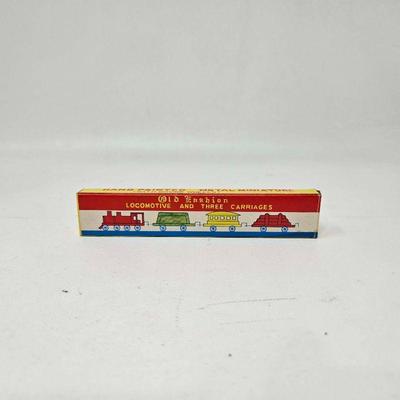 HAND PAINTED METAL MINIATURE
Old Fashion
LOCOMOTIVE AND THREE CARRIAGES